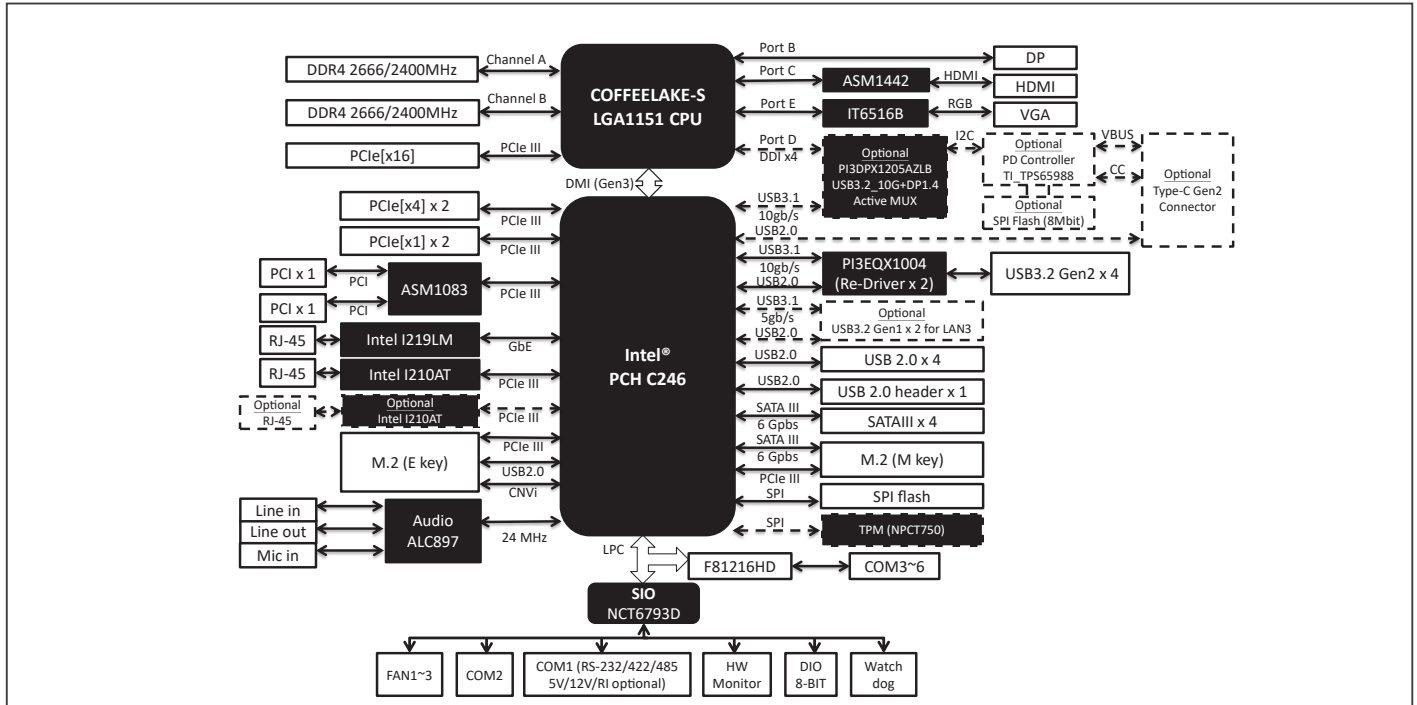 DDR4 2666/2400MHz
Channel A
DDR4 2666/2400MHz
Channel B
PCIe[x16]
PCIe III
COFFEELAKE-S
LGA1151 CPU
Port B
DP
Port C
ASM1442
HDMI
HDMI
Port E
IT6516B
RGB
VGA
Port D
DDI x4
Optional
PI3DPX1205AZLB
USB3.2_10G+DP1.4
Active MUX
I2C
Optional
PD Controller
TI_TPS65988
Optional
SPI Flash (8Mbit)
VBUS
CC
Optional
Type-C Gen2
Connector
DMI (Gen3)
PCIe[x4] x 2
PCIe III
PCIe[x1] x 2
PCIe III
PCI x 1
PCI
PCI x 1
PCI
ASM1083
PCIe III
RJ-45
Intel I219LM
GbE
RJ-45
Intel I210AT
PCIe III
Optional
RJ-45
Optional
Intel I210AT
PCIe III
M.2 (E key)
PCIe III
USB2.0
CNVi
Line in
Line out
Mic in
Audio
ALC897
24 MHz
Intel®
PCH C246
USB3.1
10gb/s
USB2.0
USB3.1
10gb/s
USB2.0
PI3EQX1004
(Re-Driver x 2)
USB3.2 Gen2 x 4
USB3.1
5gb/s
USB2.0
Optional
USB3.2 Gen1 x 2 for LAN3
USB2.0
USB 2.0 x 4
USB2.0
USB 2.0 header x 1
SATA III
6 Gpbs
SATAIII x 4
SATA III
6 Gpbs
PCIe III
M.2 (M key)
SPI
SPI flash
SPI
TPM (NPCT750)
LPC
F81216HD
COM3~6
SIO
NCT6793D
FAN1~3
COM2
COM1 (RS-232/422/485
5V/12V/RI optional)
HW
Monitor
DIO
8-BIT
Watch
dog